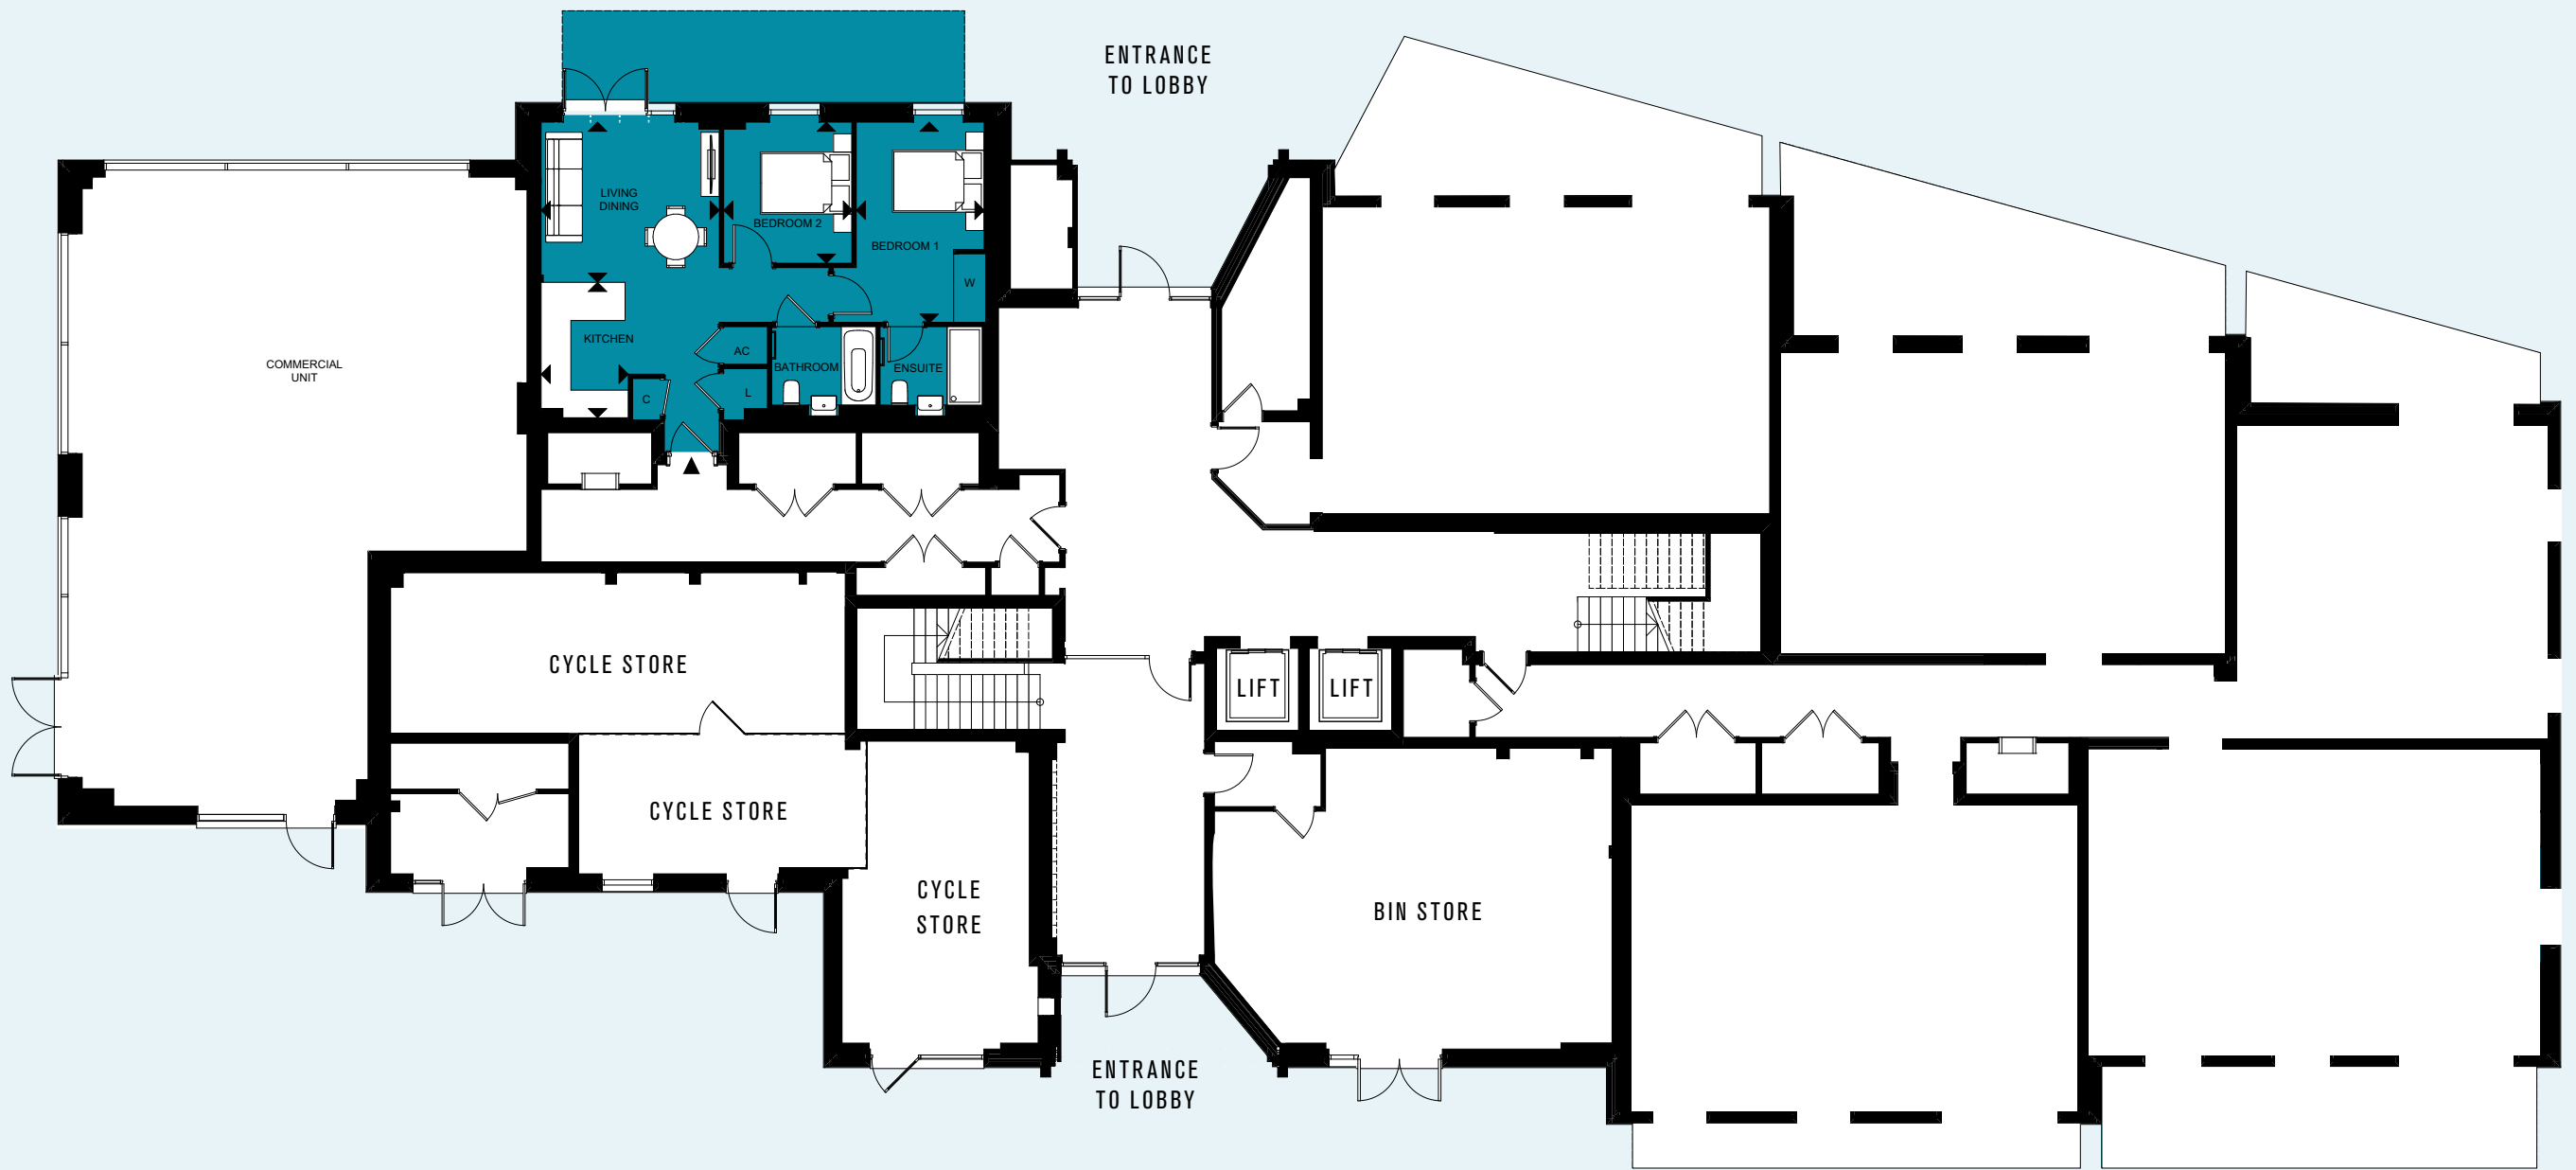 ENTRANCE
TO LOBBY
LIVING
DINING
BEDROOM 2
BEDROOM 1
W
KITCHEN
AC
BATHROOM
ENSUITE
C
L
COMMERCIAL
UNIT
CYCLE STORE
LIFT
LIFT
CYCLE STORE
CYCLE
STORE
BIN STORE
ENTRANCE
TO LOBBY